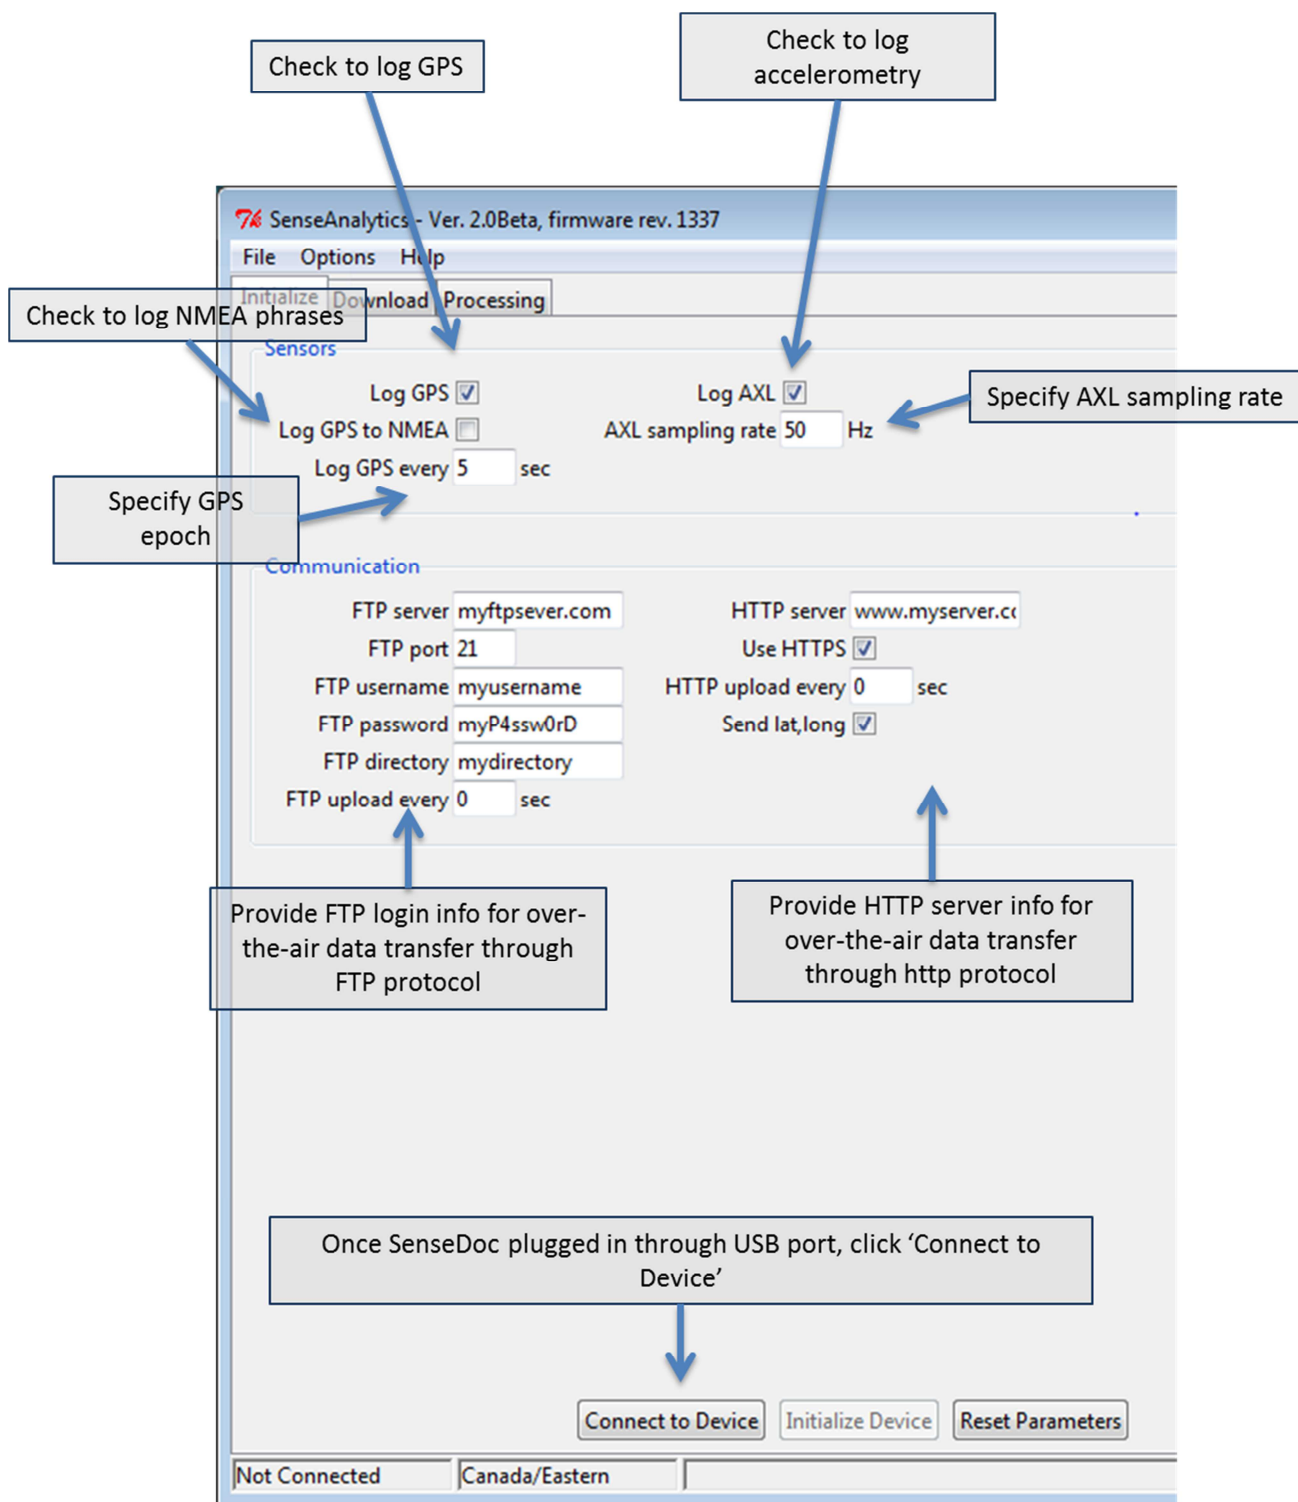 Check to log GPS
Check to log
accelerometry
SenseAnalytics - Ver. 2.0Beta, firmware rev. 1337
File Options Help
Initialize Download Processing
Check to log NMEA phrases
Sensors
Log GPS
Log AXL
Specify AXL sampling rate
Log GPS to NMEA
AXL sampling rate 50 Hz
Log GPS every 5 sec
Specify GPS
epoch
Communication
FTP server myftpsever.com
HTTP server www.myserver.cc
FTP port 21
Use HTTPS
FTP username myusername
HTTP upload every 0 sec
FTP password myP4ssw0rD
Send lat,long
FTP directory mydirectory
FTP upload every 0 sec
Provide FTP login info for over-
the-air data transfer through
FTP protocol
Provide HTTP server info for
over-the-air data transfer
through http protocol
Once SenseDoc plugged in through USB port, click ‘Connect to
Device’
Connect to Device Initialize Device Reset Parameters
Not Connected Canada/Eastern